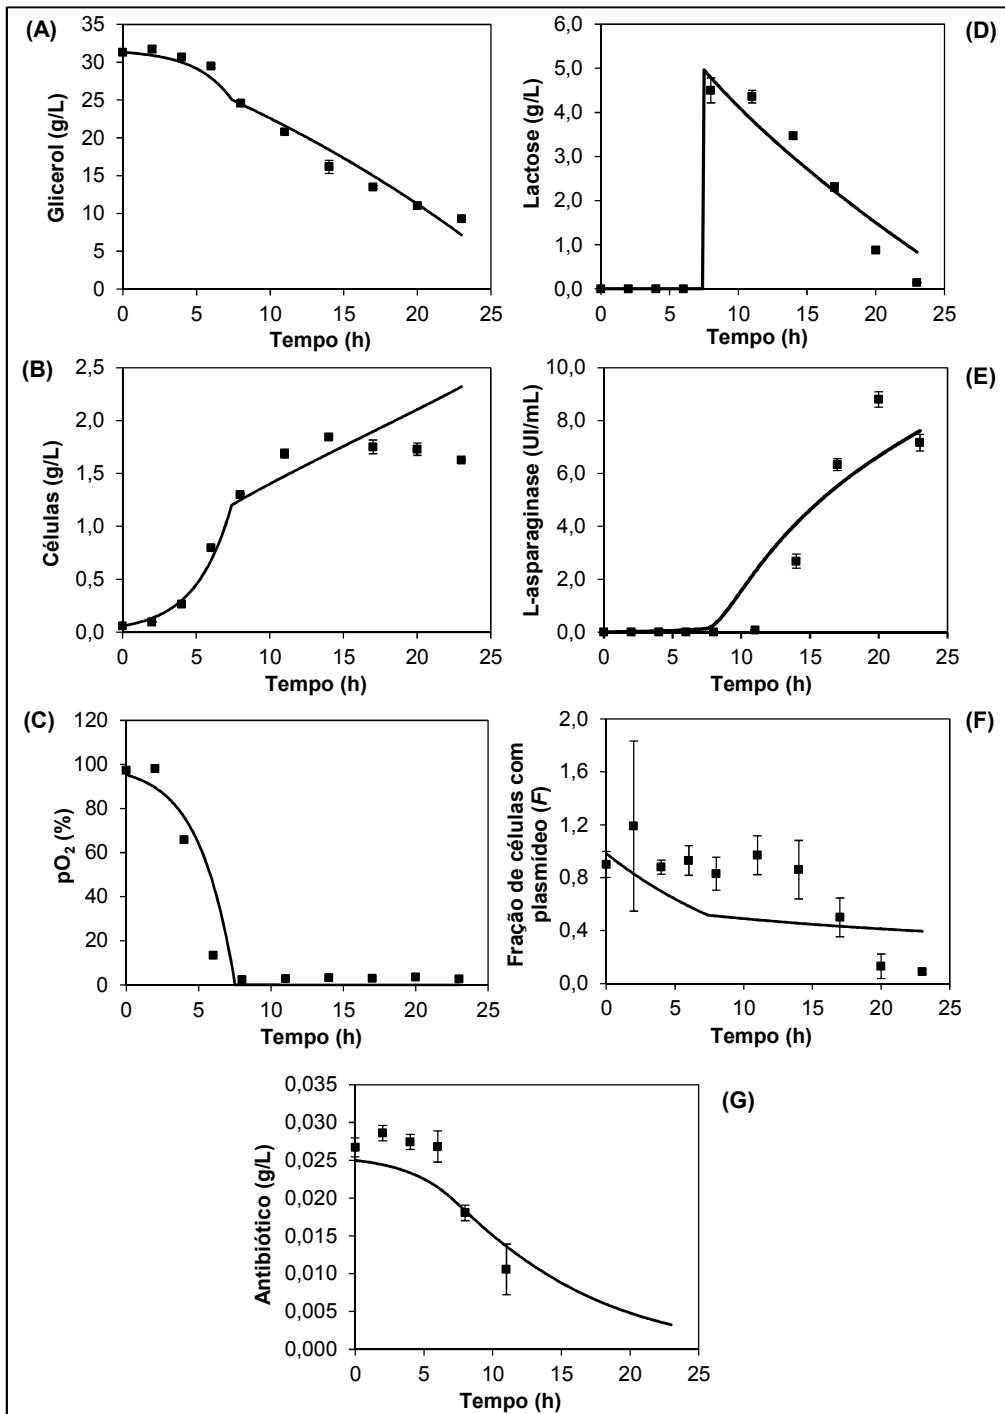 (A)
Glicerol (g/L)
35
30
25
20
15
10
5
0
0 5 10 15 20 25
Tempo (h)
(D)
Lactose (g/L)
6,0
5,0
4,0
3,0
2,0
1,0
0,0
0 5 10 15 20 25
Tempo (h)
(B)
Células (g/L)
2,5
2,0
1,5
1,0
0,5
0,0
0 5 10 15 20 25
Tempo (h)
(E)
L-asparaginase (UI/mL)
10,0
8,0
6,0
4,0
2,0
0,0
0 5 10 15 20 25
Tempo (h)
(C)
pO₂ (%)
120
100
80
60
40
20
0
0 5 10 15 20 25
Tempo (h)
(F)
Fração de células com
plasmídeo (F)
2,0
1,6
1,2
0,8
0,4
0,0
0 5 10 15 20 25
Tempo (h)
(G)
Antibiótico (g/L)
0,035
0,030
0,025
0,020
0,015
0,010
0,005
0,000
0 5 10 15 20 25
Tempo (h)